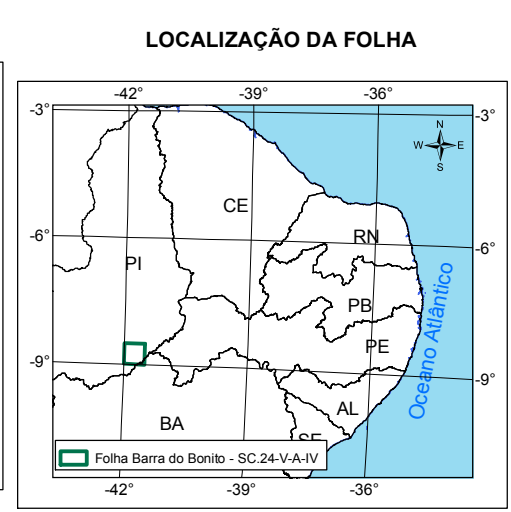 LOCALIZAÇÃO DA FOLHA
-42° -39° -36°
-3° -3°
N
W E
S
CE
RN
-6° -6°
PI
PB
PE
Oceano Atlântico
-9° -9°
AL
BA
SE
Folha Barra do Bonito - SC.24-V-A-IV
-42° -39° -36°